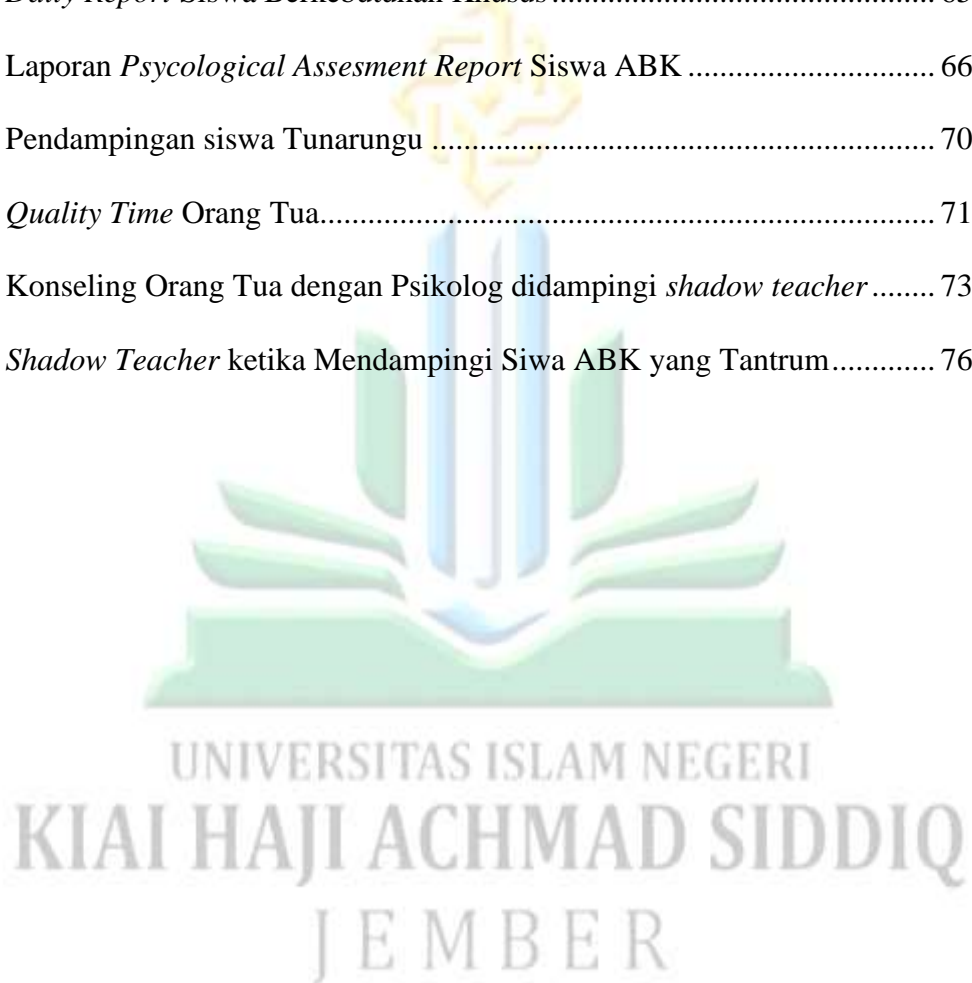 Laporan Psycological Assesment Report Siswa ABK ............................. 66
Pendampingan siswa Tunarungu ............................................................. 70
Quality Time Orang Tua.......................................................................... 71
Konseling Orang Tua dengan Psikolog didampingi shadow teacher ........ 73
Shadow Teacher ketika Mendampingi Siwa ABK yang Tantrum............. 76
UNIVERSITAS ISLAM NEGERI
KIAI HAJI ACHMAD SIDDIQ
JEMBER